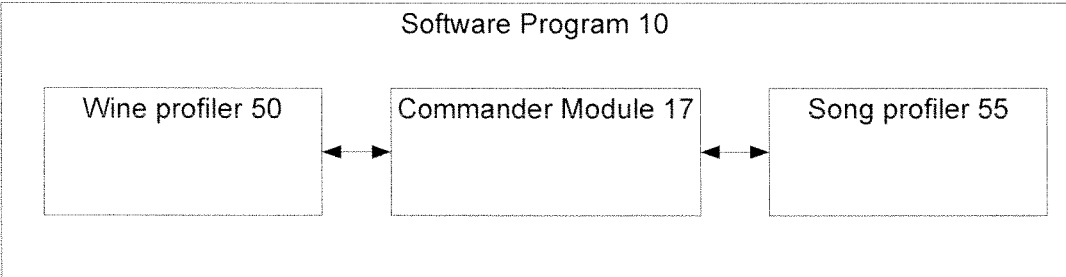 Software Program 10
Wine profiler 50
Commander Module 17
Song profiler 55